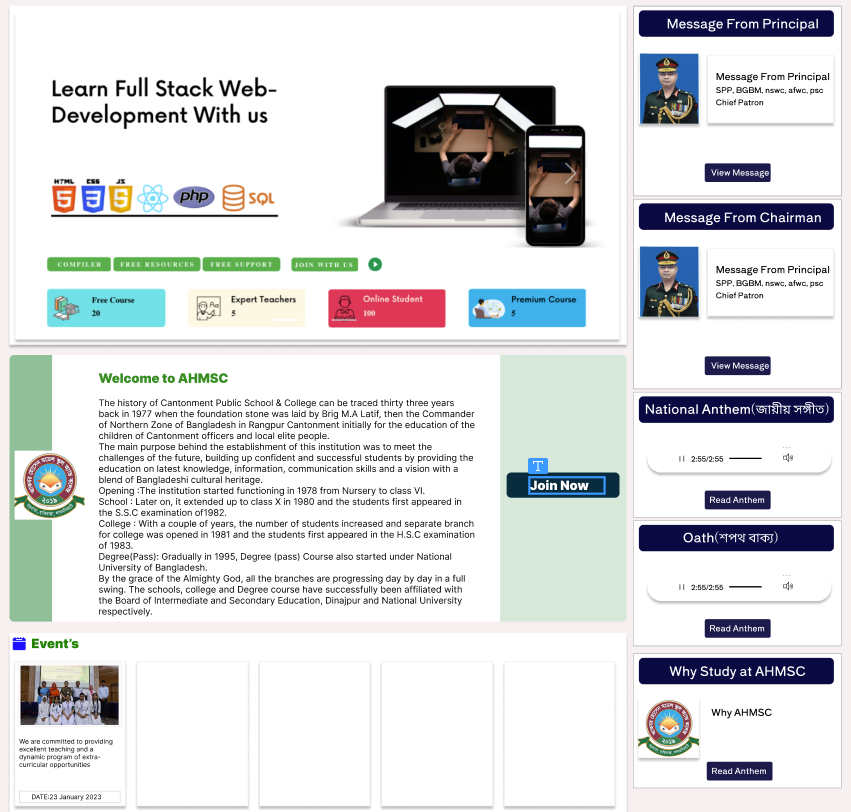 Learn Full Stack Web-
Development With us
HTML
CSS
JS
php
SQL
COMPILER
FREE RESOURCES
FREE SUPPORT
JOIN WITH US
Free Course
20
Expert Teachers
5
Online Student
100
Premium Course
5
Welcome to AHMSC
The history of Cantonment Public School & College can be traced thirty three years
back in 1977 when the foundation stone was laid by Brig M.A Latif, then the Commander
of Northern Zone of Bangladesh in Rangpur Cantonment initially for the education of the
children of Cantonment officers and local elite people.
The main purpose behind the establishment of this institution was to meet the
challenges of the future, building up confident and successful students by providing the
education on latest knowledge, information, communication skills and a vision with a
blend of Bangladeshi cultural heritage.
Opening :The institution started functioning in 1978 from Nursery to class VI.
School : Later on, it extended up to class X in 1980 and the students first appeared in
the S.S.C examination of1982.
College : With a couple of years, the number of students increased and separate branch
for college was opened in 1981 and the students first appeared in the H.S.C examination
of 1983.
Degree(Pass): Gradually in 1995, Degree (pass) Course also started under National
University of Bangladesh.
By the grace of the Almighty God, all the branches are progressing day by day in a full
swing. The schools, college and Degree course have successfully been affiliated with
the Board of Intermediate and Secondary Education, Dinajpur and National University
respectively.
২০১৯
T
Join Now
Event's
We are committed to providing
excellent teaching and a
dynamic program of extra-
curricular opportunities
DATE:23 January 2023
Message From Principal
Message From Principal
SPP, BGBM, nswc, afwc, psc
Chief Patron
View Message
Message From Chairman
Message From Principal
SPP, BGBM, nswc, afwc, psc
Chief Patron
View Message
National Anthem(জায়ীয় সঙ্গীত)
2:55/2:55
Read Anthem
Oath(শপথ বাক্য)
2:55/2:55
Read Anthem
Why Study at AHMSC
Why AHMSC
২০১৯
Read Anthem